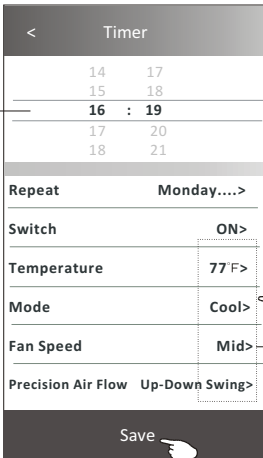 < Timer
14 17
15 18
16 : 19
17 20
18 21
Repeat Monday....>
Switch ON>
Temperature 77°F>
Mode Cool>
Fan Speed Mid>
Precision Air Flow Up-Down Swing>
Save